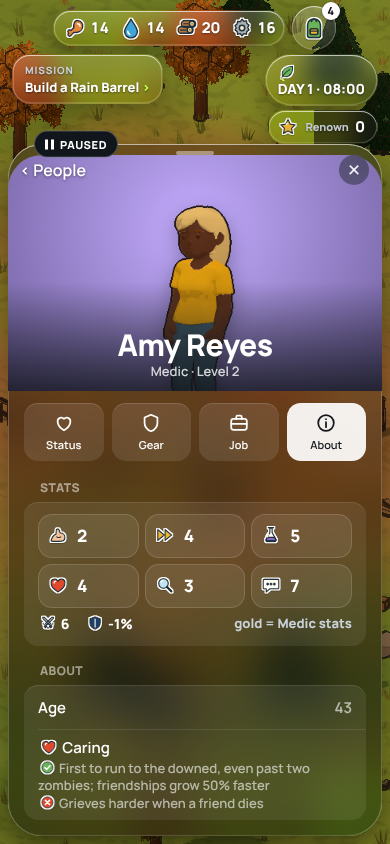 14 14 20 16 4
MISSION
Build a Rain Barrel ›
DAY 1 · 08:00
Renown 0
PAUSED
‹ People
Amy Reyes
Medic · Level 2
Status Gear Job About
STATS
2 4 5
4 3 7
6 -1% gold = Medic stats
ABOUT
Age 43
Caring
First to run to the downed, even past two
zombies; friendships grow 50% faster
Grieves harder when a friend dies